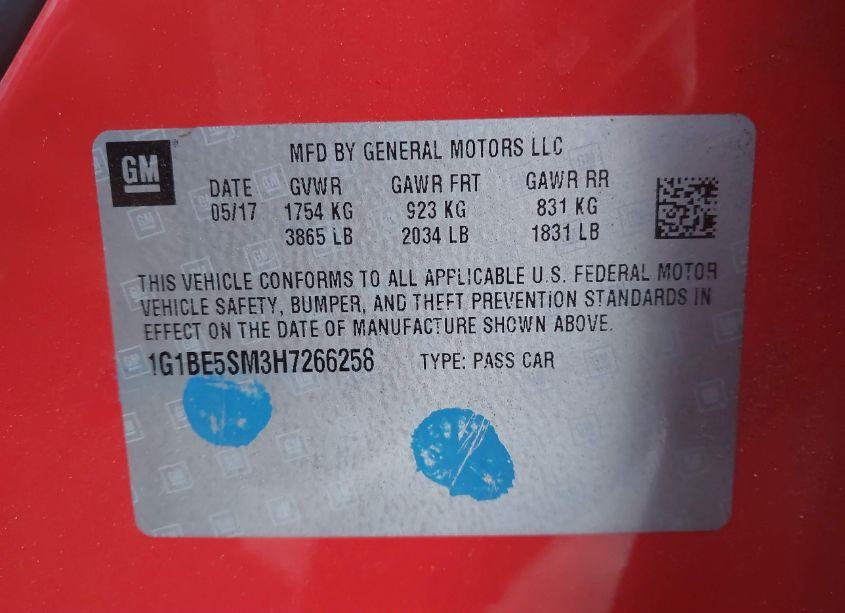 GM
MFD BY GENERAL MOTORS LLC
DATE GVWR GAWR FRT GAWR RR
05/17 1754 KG 923 KG 831 KG
3865 LB 2034 LB 1831 LB
THIS VEHICLE CONFORMS TO ALL APPLICABLE U.S. FEDERAL MOTOR
VEHICLE SAFETY, BUMPER, AND THEFT PREVENTION STANDARDS IN
EFFECT ON THE DATE OF MANUFACTURE SHOWN ABOVE.
1G1BE5SM3H7266258 TYPE: PASS CAR